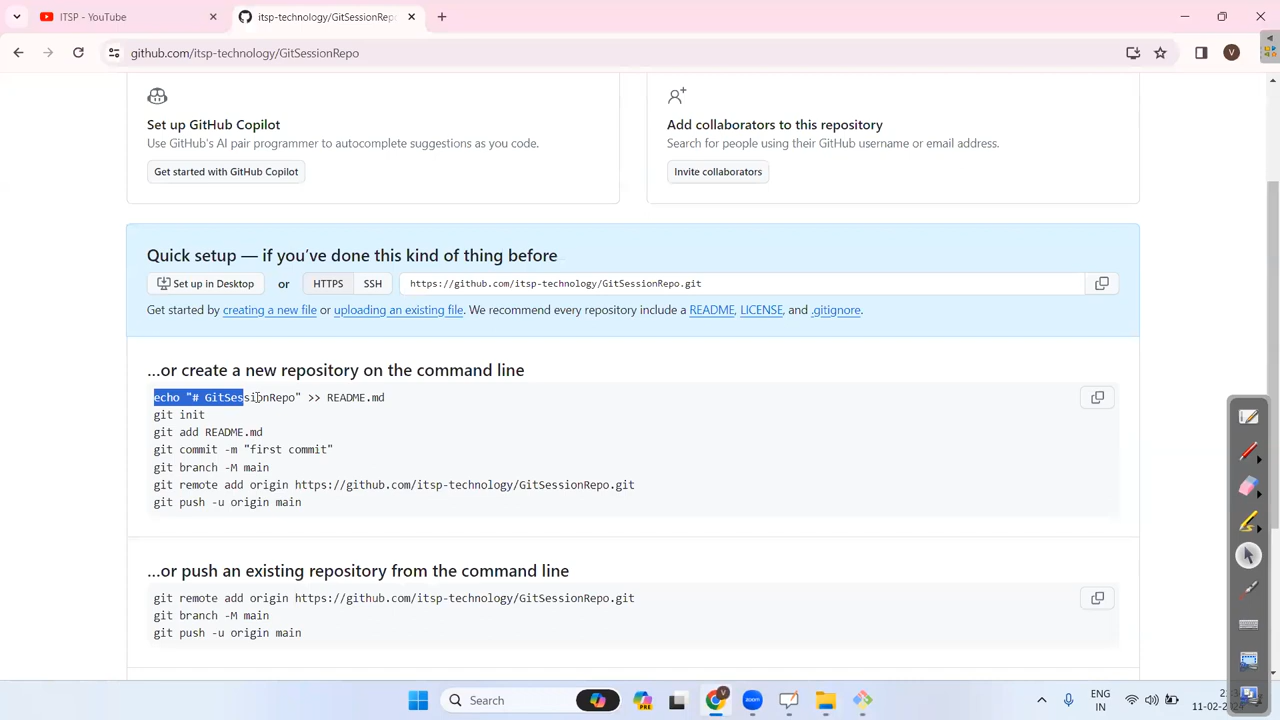 ITSP - YouTube
itsp-technology/GitSessionRepo
github.com/itsp-technology/GitSessionRepo
V
Set up GitHub Copilot
Use GitHub's AI pair programmer to autocomplete suggestions as you code.
Get started with GitHub Copilot
Add collaborators to this repository
Search for people using their GitHub username or email address.
Invite collaborators
Quick setup — if you've done this kind of thing before
Set up in Desktop or HTTPS SSH https://github.com/itsp-technology/GitSessionRepo.git
Get started by creating a new file or uploading an existing file. We recommend every repository include a README, LICENSE, and .gitignore.
...or create a new repository on the command line
echo "# GitSessionRepo" >> README.md
git init
git add README.md
git commit -m "first commit"
git branch -M main
git remote add origin https://github.com/itsp-technology/GitSessionRepo.git
git push -u origin main
...or push an existing repository from the command line
git remote add origin https://github.com/itsp-technology/GitSessionRepo.git
git branch -M main
git push -u origin main
Search
PRE
V
zoom
ENG
IN
11-02-2024